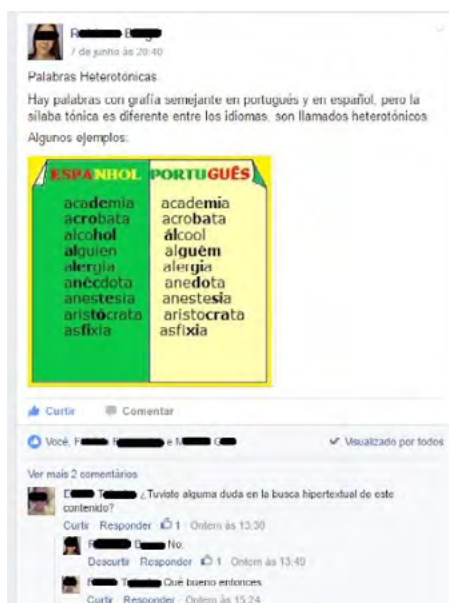 7 de junho às 20:40
Palabras Heterotónicas
Hay palabras con grafía semejante en portugués y en español, pero la
sílaba tónica es diferente entre los idiomas, son llamados heterotónicos
Algunos ejemplos:
ESPANHOL PORTUGUÊS
academia academia
acrobata acrobata
alcohol álcool
alguien alguém
alergia alergia
anécdota anedota
anestesia anestesia
aristócrata aristocrata
asfixia asfixia
Curtir Comentar
Você, F e M Visualizado por todos
Ver mais 2 comentários
¿Tuviste alguma duda en la busca hipertextual de este
contenido?
Curtir Responder 1 Ontem às 13:30
No.
Descurtir Responder 1 Ontem às 13:49
Qué bueno entonces
Curtir Responder Ontem às 15:24